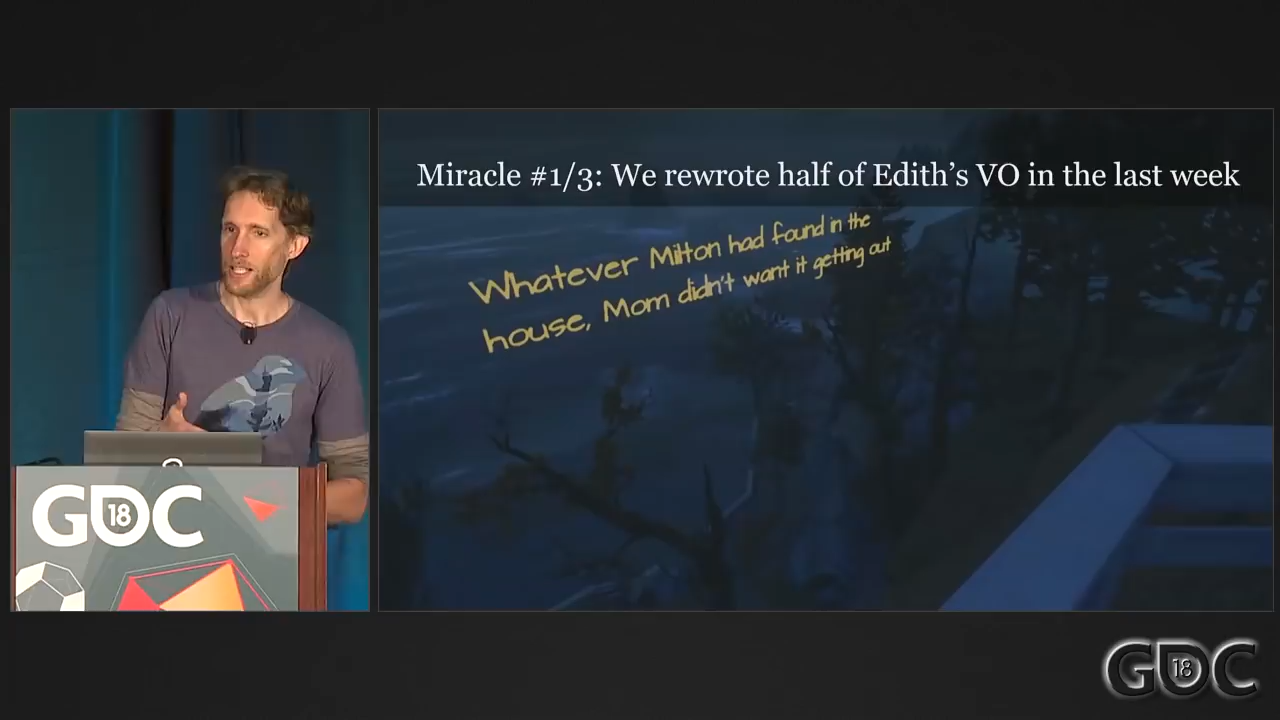 Miracle #1/3: We rewrote half of Edith's VO in the last week
Whatever Milton had found in the
house, Mom didn't want it getting out
GDC
18
GDC
18